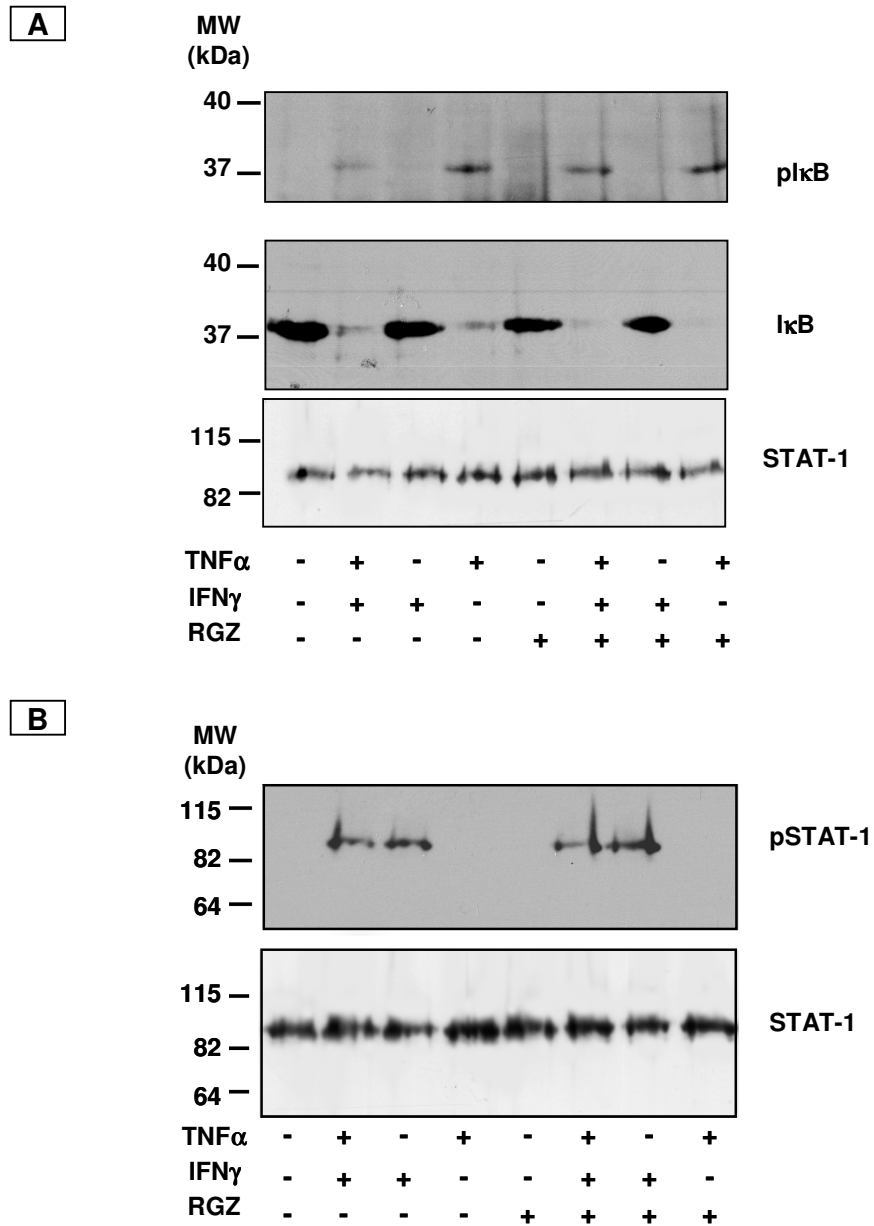 A
MW
(kDa)
40
37
pIκB
40
37
IκB
115
82
STAT-1
TNFα - + - + - + - +
IFNγ - + + - - + + -
RGZ - - - - + + + +
B
MW
(kDa)
115
82
64
pSTAT-1
115
82
64
STAT-1
TNFα - + - + - + - +
IFNγ - + + - - + + -
RGZ - - - - + + + +